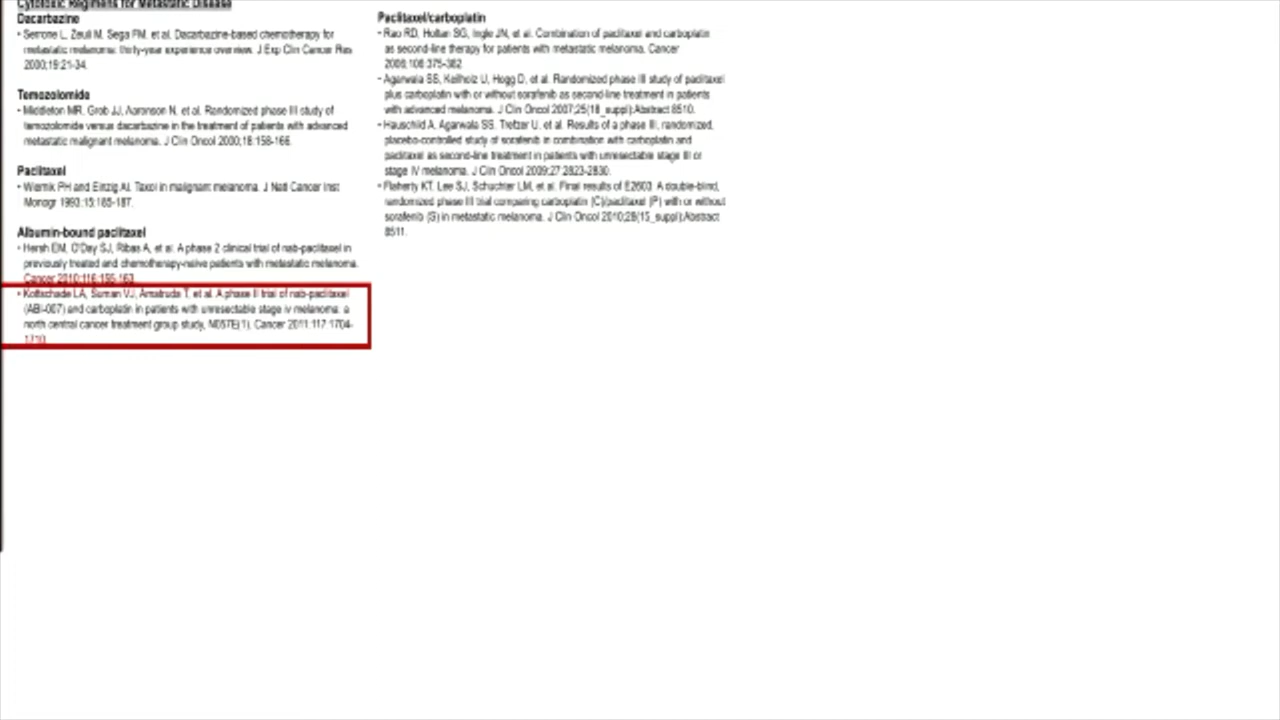 Cytotoxic Regimens for Metastatic Disease
Dacarbazine
• Serrone L, Zeuli M, Sega FM, et al. Dacarbazine-based chemotherapy for
metastatic melanoma: thirty-year experience overview. J Exp Clin Cancer Res
2000;19:21-34.
Temozolomide
• Middleton MR, Grob JJ, Aaronson N, et al. Randomized phase III study of
temozolomide versus dacarbazine in the treatment of patients with advanced
metastatic malignant melanoma. J Clin Oncol 2000;18:158-166.
Paclitaxel
• Wiernik PH and Einzig AI. Taxol in malignant melanoma. J Natl Cancer Inst
Monogr 1993;15:185-187.
Albumin-bound paclitaxel
• Hersh EM, O'Day SJ, Ribas A, et al. A phase 2 clinical trial of nab-paclitaxel in
previously treated and chemotherapy-naive patients with metastatic melanoma.
Cancer 2010;116:155-163.
• Kottschade LA, Suman VJ, Amatruda T, et al. A phase II trial of nab-paclitaxel
(ABI-007) and carboplatin in patients with unresectable stage iv melanoma: a
north central cancer treatment group study, N057E(1). Cancer 2011;117:1704-
1710.
Paclitaxel/carboplatin
• Rao RD, Holtan SG, Ingle JN, et al. Combination of paclitaxel and carboplatin
as second-line therapy for patients with metastatic melanoma. Cancer
2006;106:375-382.
• Agarwala SS, Keilholz U, Hogg D, et al. Randomized phase III study of paclitaxel
plus carboplatin with or without sorafenib as second-line treatment in patients
with advanced melanoma. J Clin Oncol 2007;25(18_suppl):Abstract 8510.
• Hauschild A, Agarwala SS, Trefzer U, et al. Results of a phase III, randomized,
placebo-controlled study of sorafenib in combination with carboplatin and
paclitaxel as second-line treatment in patients with unresectable stage III or
stage IV melanoma. J Clin Oncol 2009;27:2823-2830.
• Flaherty KT, Lee SJ, Schuchter LM, et al. Final results of E2603: A double-blind,
randomized phase III trial comparing carboplatin (C)/paclitaxel (P) with or without
sorafenib (S) in metastatic melanoma. J Clin Oncol 2010;28(15_suppl):Abstract
8511.